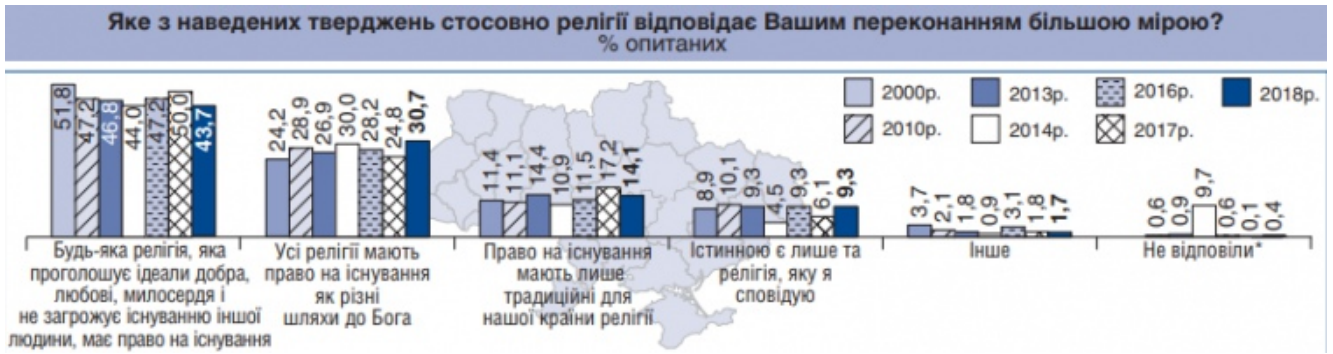 Яке з наведених тверджень стосовно релігії відповідає Вашим переконанням більшою мірою?
% опитаних
2000р.
2013р.
2016р.
2018р.
2010р.
2014р.
2017р.
51,8
47,2
46,8
44,0
47,2
50,0
43,7
24,2
28,9
26,9
30,0
28,2
24,8
30,7
11,4
11,1
14,4
10,9
11,5
17,2
14,1
8,9
10,1
9,3
4,5
9,3
6,1
9,3
3,7
2,1
1,8
0,9
3,1
1,8
1,7
0,6
0,9
9,7
0,6
0,1
0,4
Будь-яка релігія, яка
проголошує ідеали добра,
любові, милосердя і
не загрожує існуванню іншої
людини, має право на існування
Усі релігії мають
право на існування
як різні
шляхи до Бога
Право на існування
мають лише
традиційні для
нашої країни релігії
Істинною є лише та
релігія, яку я
сповідую
Інше
Не відповіли*